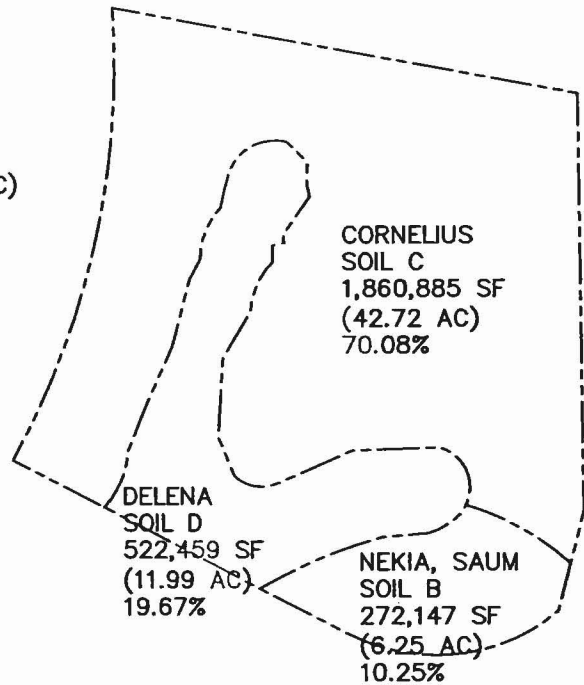 C)
CORNELIUS
SOIL C
1,860,885 SF
(42.72 AC)
70.08%
DELENA
SOIL D
522,459 SF
(11.99 AC)
19.67%
NEKIA, SAUM
SOIL B
272,147 SF
(6.25 AC)
10.25%